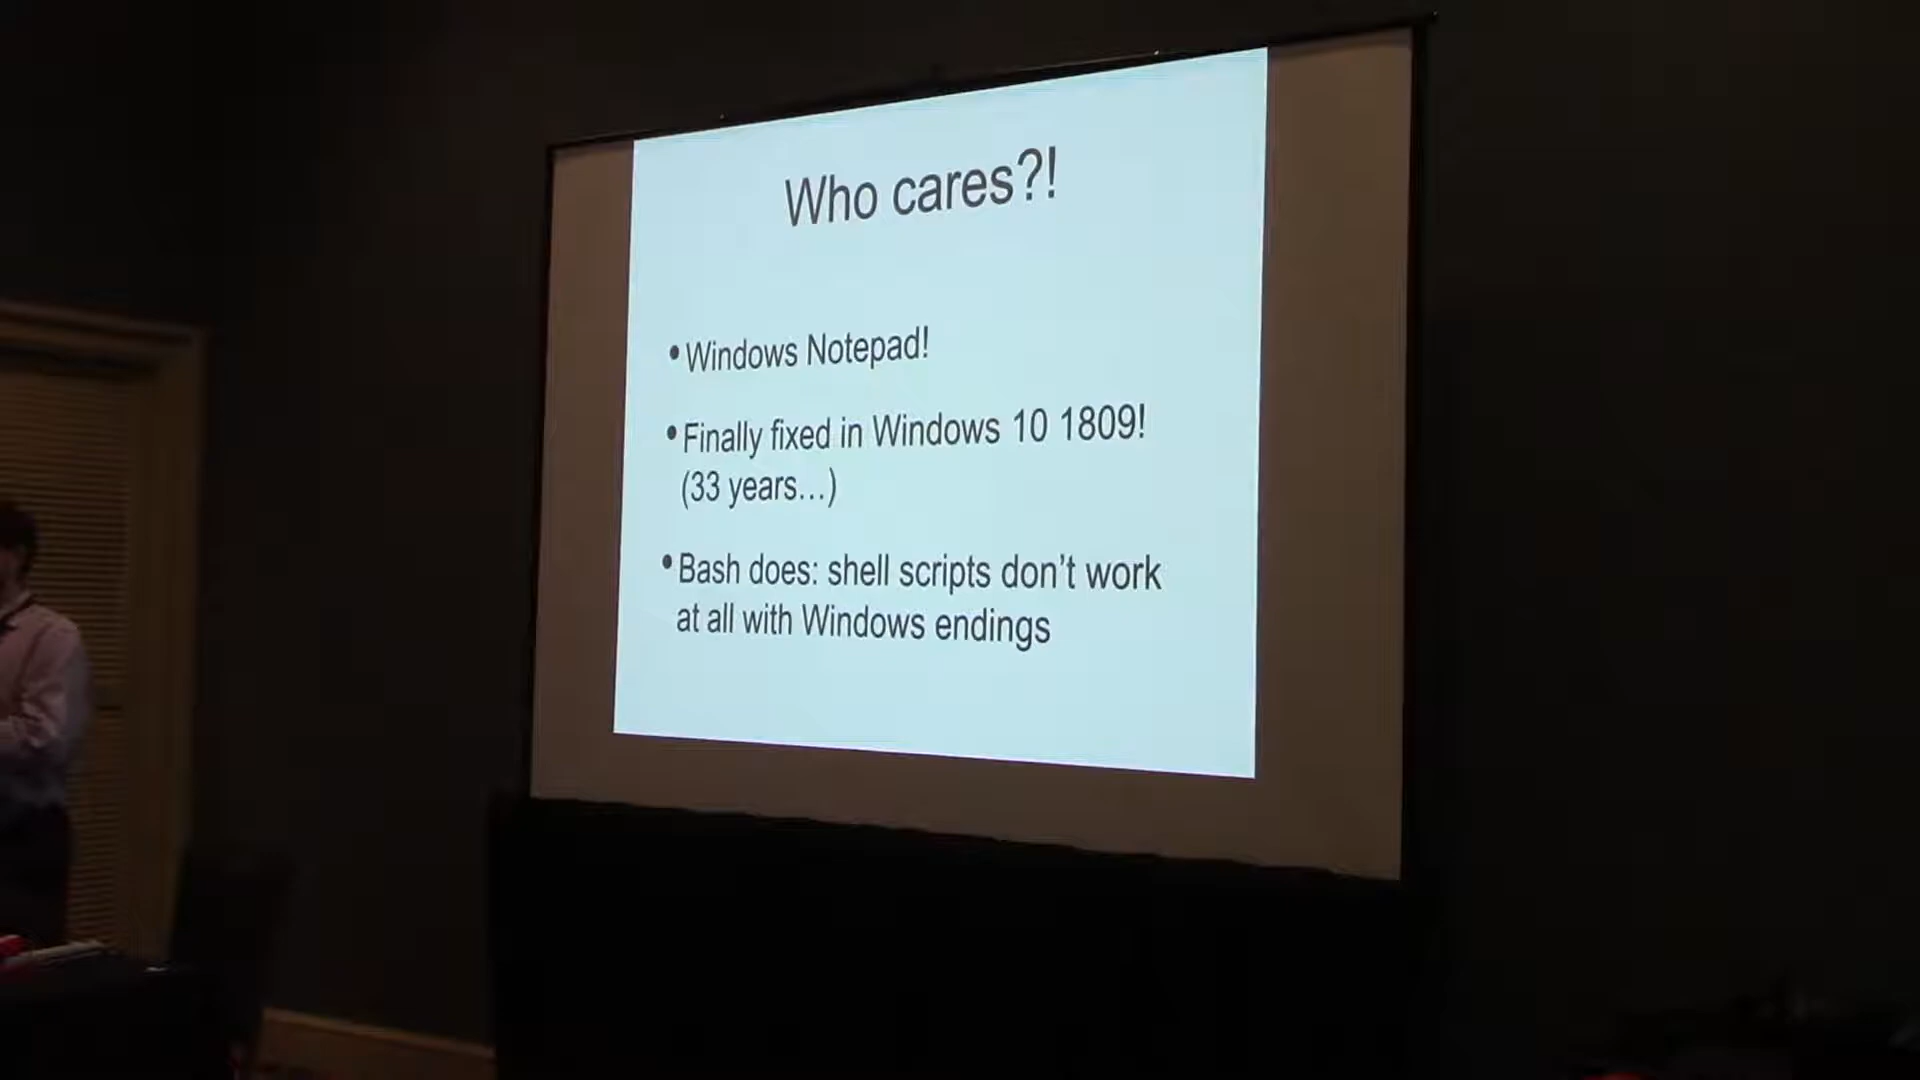 Who cares?!
•Windows Notepad!
•Finally fixed in Windows 10 1809!
(33 years...)
•Bash does: shell scripts don't work
at all with Windows endings